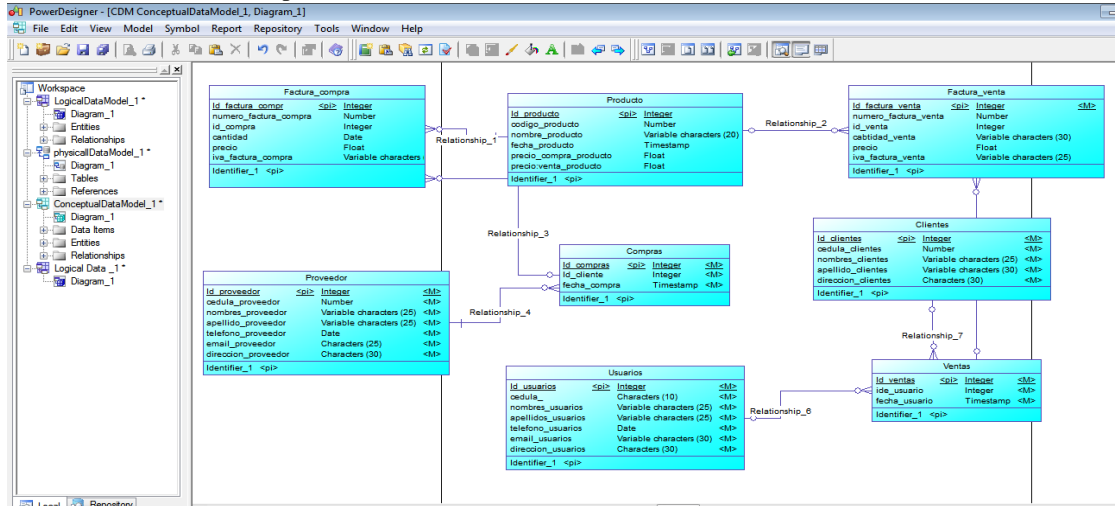 PowerDesigner - [CDM ConceptualDataModel_1, Diagram_1]
File Edit View Model Symbol Report Repository Tools Window Help
Workspace
LogicalDataModel_1 *
Diagram_1
Entities
Relationships
physicallDataModel_1 *
Diagram_1
Tables
References
ConceptualDataModel_1 *
Diagram_1
Data Items
Entities
Relationships
Logical Data _1 *
Diagram_1
Local Repository
Factura_compra
Id_factura_compr <pi> Integer
numero_factura_compra Number
id_compra Integer
cantidad Date
precio Float
iva_factura_compra Variable characters
Identifier_1 <pi>
Relationship_1
Producto
Id_producto <pi> Integer
codigo_producto Number
nombre_producto Variable characters (20)
fecha_producto Timestamp
precio_compra_producto Float
precio:venta_producto Float
Identifier_1 <pi>
Relationship_2
Factura_venta
Id_factura_venta <pi> Integer <M>
numero_factura_venta Number
id_venta Integer
cabtidad_venta Variable characters (30)
precio Float
iva_factura_venta Variable characters (25)
Identifier_1 <pi>
Relationship_3
Compras
Id_compras <pi> Integer <M>
Id_cliente Integer <M>
fecha_compra Timestamp <M>
Identifier_1 <pi>
Clientes
Id_clientes <pi> Integer <M>
cedula_clientes Number <M>
nombres_clientes Variable characters (25) <M>
apellido_clientes Variable characters (30) <M>
direccion_clientes Characters (30) <M>
Identifier_1 <pi>
Proveedor
Id_proveedor <pi> Integer <M>
cedula_proveedor Number <M>
nombres_proveedor Variable characters (25) <M>
apellido_proveedor Variable characters (25) <M>
telefono_proveedor Date <M>
email_proveedor Characters (25) <M>
direccion_proveedor Characters (30) <M>
Identifier_1 <pi>
Relationship_4
Relationship_7
Usuarios
Id_usuarios <pi> Integer <M>
cedula_ Characters (10) <M>
nombres_usuarios Variable characters (25) <M>
apellidos_usuarios Variable characters (25) <M>
telefono_usuarios Date <M>
email_usuarios Variable characters (30) <M>
direccion_usuarios Characters (30) <M>
Identifier_1 <pi>
Relationship_6
Ventas
Id_ventas <pi> Integer <M>
ide_usuario Integer <M>
fecha_usuario Timestamp <M>
Identifier_1 <pi>